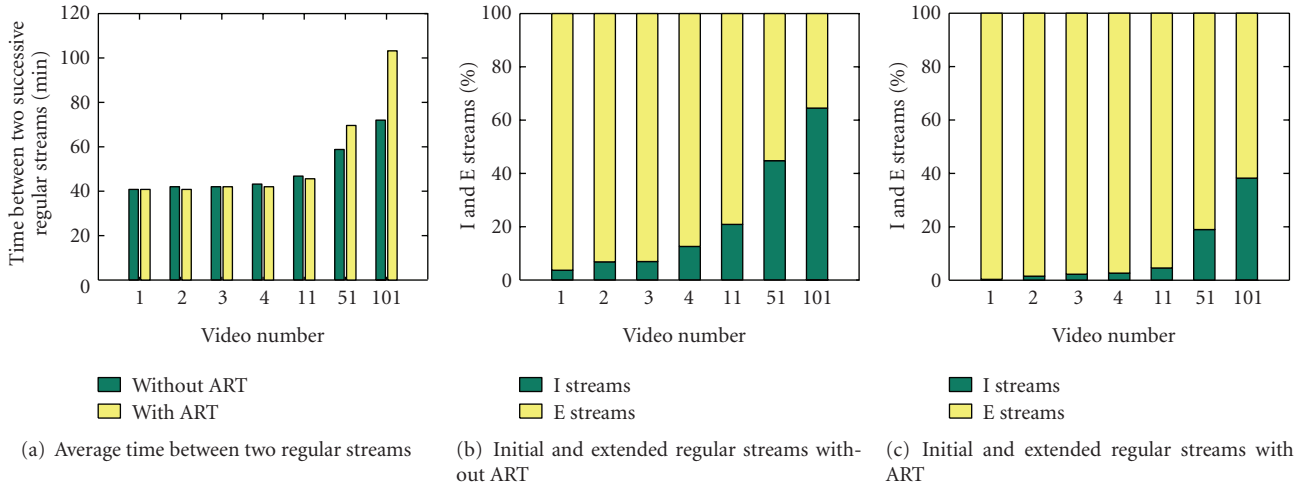 Time between two successive
regular streams (min)
120
100
80
60
40
20
0
1 2 3 4 11 51 101
Video number
Without ART
With ART
(a) Average time between two regular streams
I and E streams (%)
100
80
60
40
20
0
1 2 3 4 11 51 101
Video number
I streams
E streams
(b) Initial and extended regular streams with-
out ART
I and E streams (%)
100
80
60
40
20
0
1 2 3 4 11 51 101
Video number
I streams
E streams
(c) Initial and extended regular streams with
ART